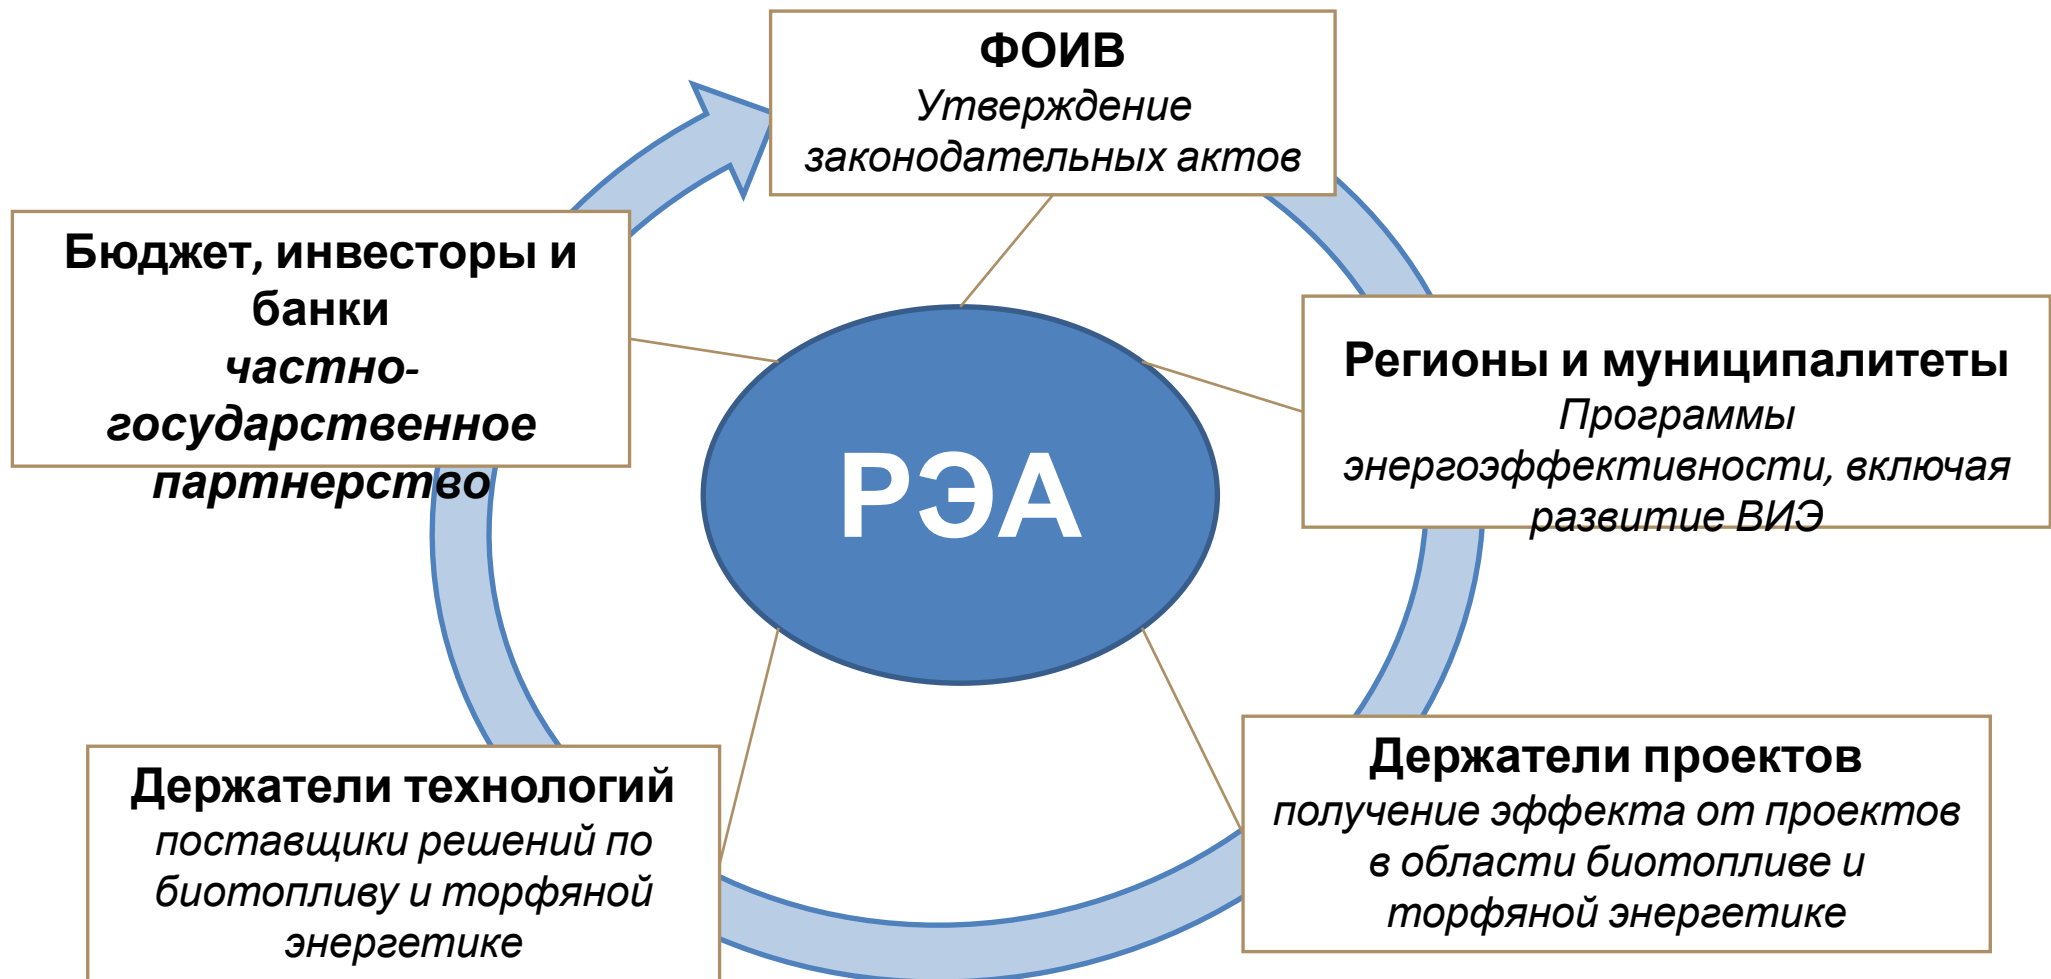 ФОИВ
Утверждение
законодательных актов
Бюджет, инвесторы и
банки
частно-
государственное
партнерство
Регионы и муниципалитеты
Программы
энергоэффективности, включая
развитие ВИЭ
РЭА
Держатели технологий
поставщики решений по
биотопливу и торфяной
энергетике
Держатели проектов
получение эффекта от проектов
в области биотопливе и
торфяной энергетике